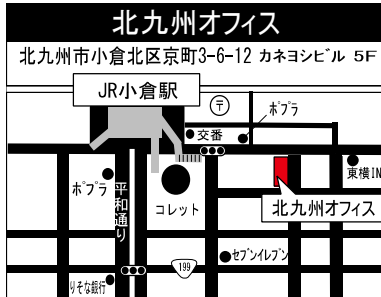 北九州オフィス
北九州市小倉北区京町3-6-12 カネヨシビル 5F
JR小倉駅
〒
ポプラ
交番
東横IN
ポプラ
平和通り
コレット
北九州オフィス
セブンイレブン
199
りそな銀行